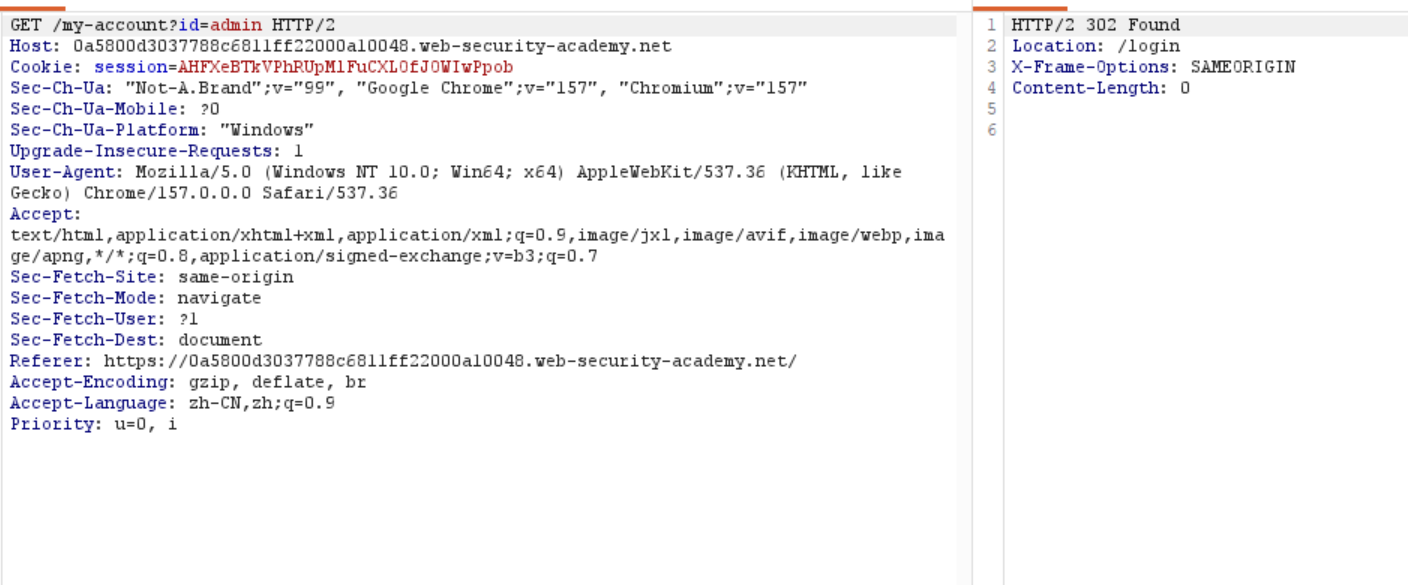 GET /my-account?id=admin HTTP/2
Host: 0a5800d3037788c6811ff22000a10048.web-security-academy.net
Cookie: session=AHFXeBTkVPhRUpMlFuCXL0fJ0WIwPpob
Sec-Ch-Ua: "Not-A.Brand";v="99", "Google Chrome";v="157", "Chromium";v="157"
Sec-Ch-Ua-Mobile: ?0
Sec-Ch-Ua-Platform: "Windows"
Upgrade-Insecure-Requests: 1
User-Agent: Mozilla/5.0 (Windows NT 10.0; Win64; x64) AppleWebKit/537.36 (KHTML, like
Gecko) Chrome/157.0.0.0 Safari/537.36
Accept:
text/html,application/xhtml+xml,application/xml;q=0.9,image/jxl,image/avif,image/webp,ima
ge/apng,*/*;q=0.8,application/signed-exchange;v=b3;q=0.7
Sec-Fetch-Site: same-origin
Sec-Fetch-Mode: navigate
Sec-Fetch-User: ?1
Sec-Fetch-Dest: document
Referer: https://0a5800d3037788c6811ff22000a10048.web-security-academy.net/
Accept-Encoding: gzip, deflate, br
Accept-Language: zh-CN,zh;q=0.9
Priority: u=0, i
1 HTTP/2 302 Found
2 Location: /login
3 X-Frame-Options: SAMEORIGIN
4 Content-Length: 0
5
6